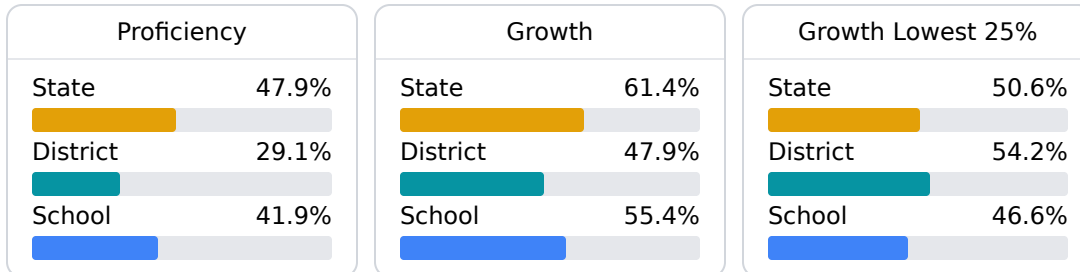 Proficiency
State 47.9%
District 29.1%
School 41.9%
Growth
State 61.4%
District 47.9%
School 55.4%
Growth Lowest 25%
State 50.6%
District 54.2%
School 46.6%